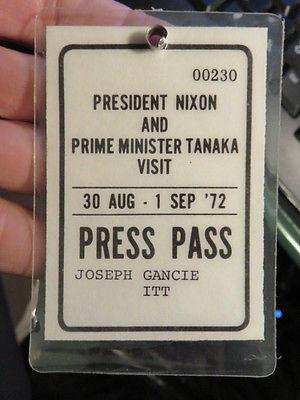 00230
PRESIDENT NIXON
AND
PRIME MINISTER TANAKA
VISIT
30 AUG - 1 SEP '72
PRESS PASS
JOSEPH GANCIE
ITT